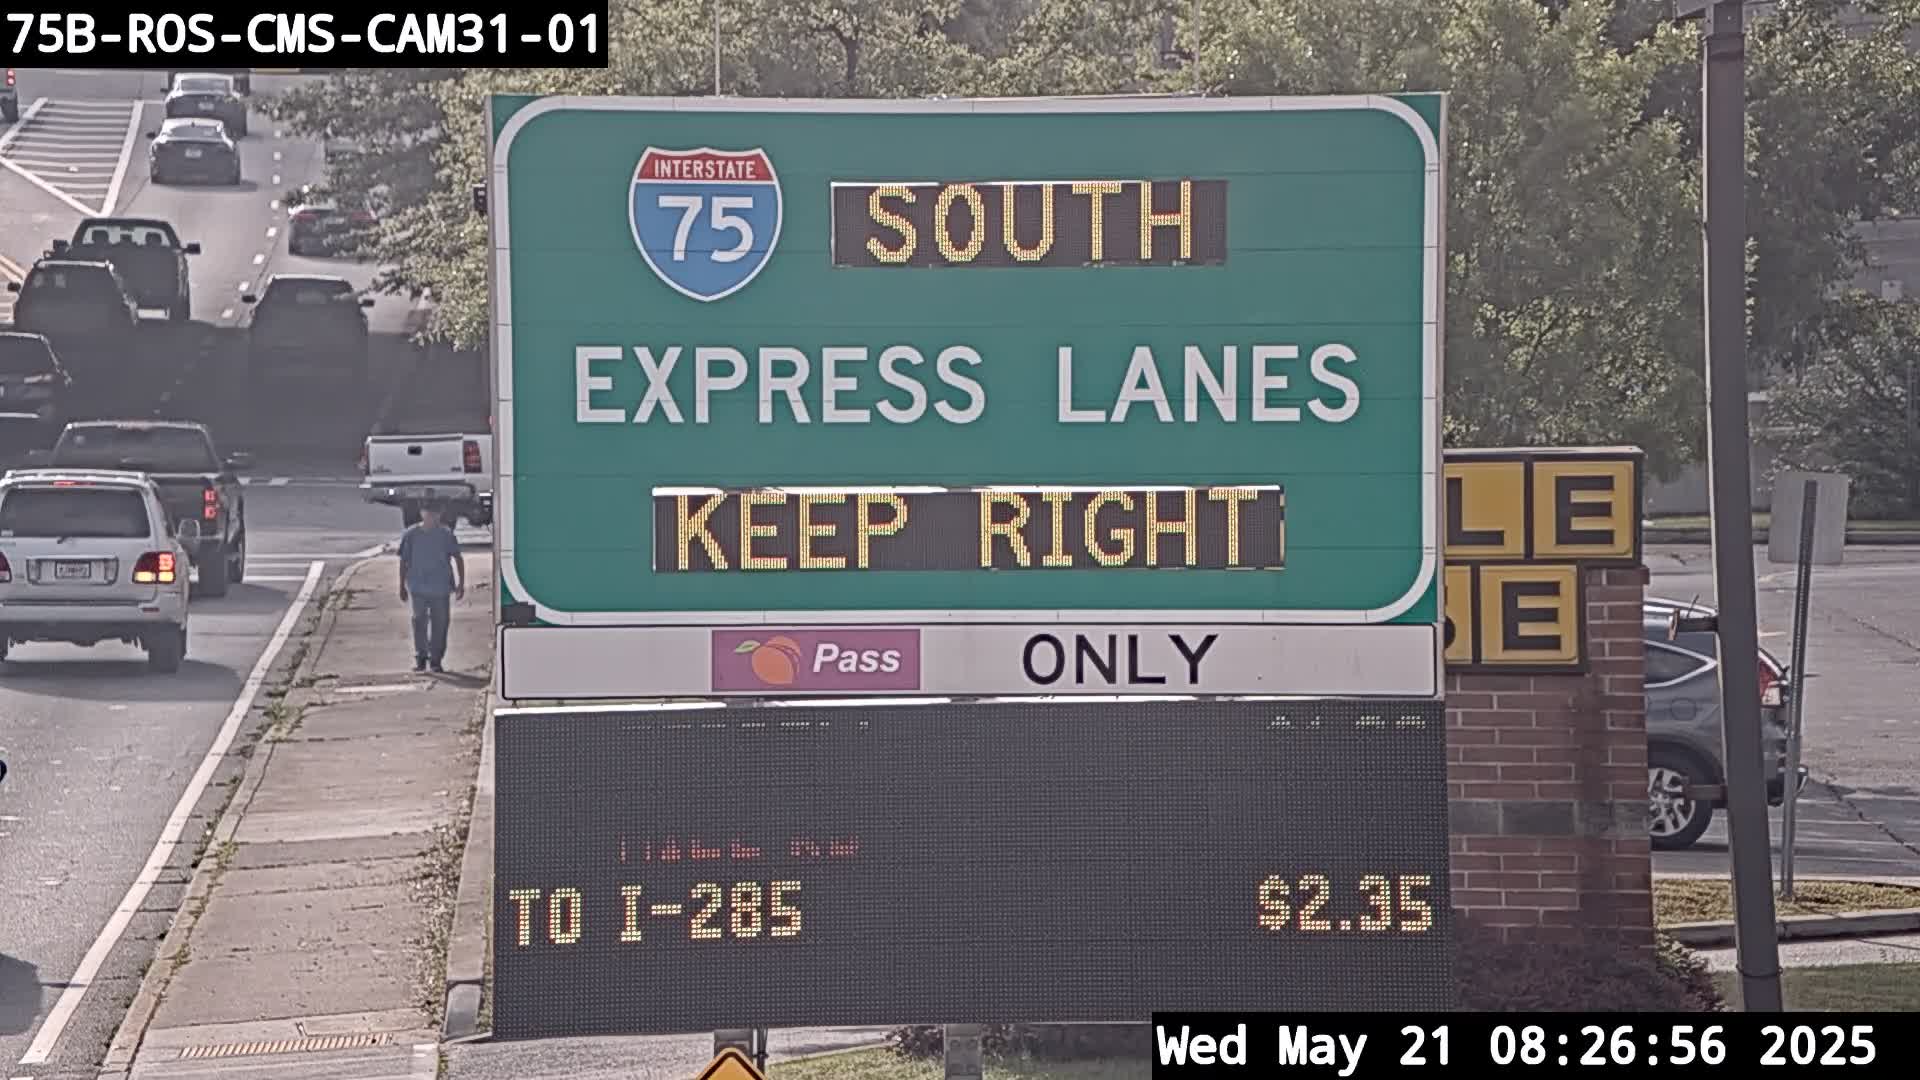 75B-ROS-CMS-CAM31-01
INTERSTATE
75
SOUTH
EXPRESS LANES
KEEP RIGHT
Pass ONLY
TO I-285 $2.35
LE
E
Wed May 21 08:26:56 2025